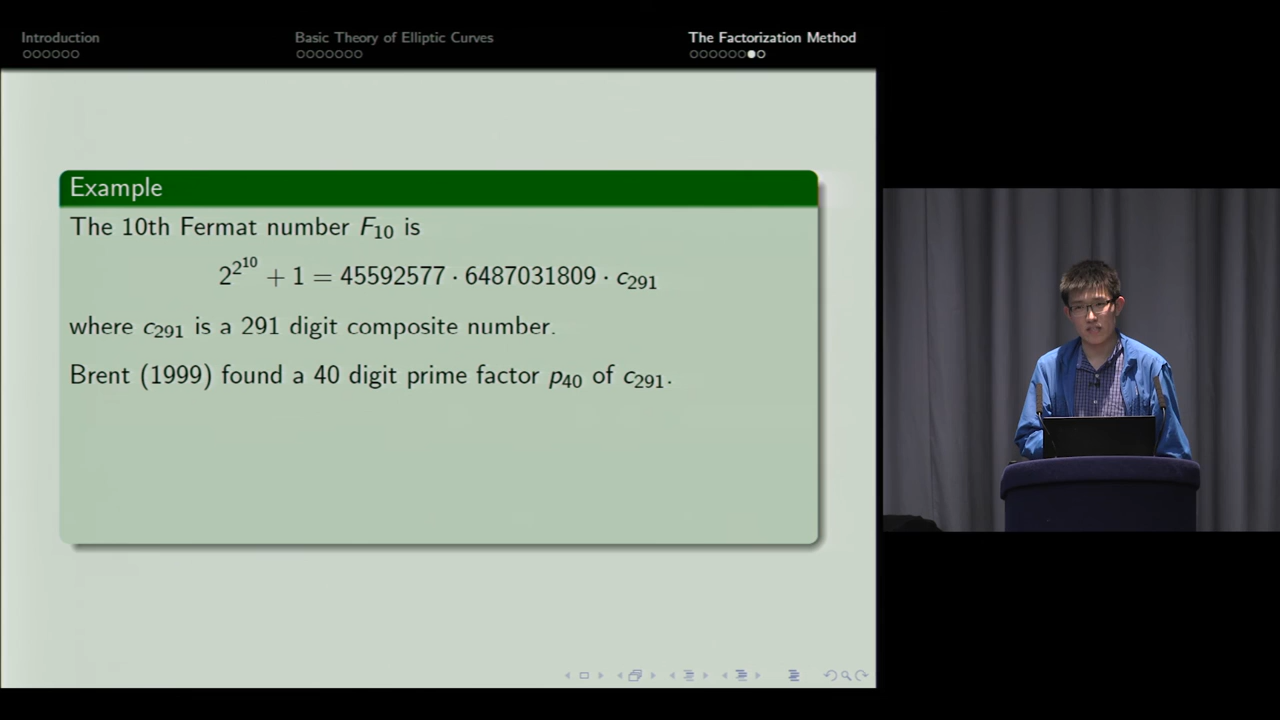 Introduction
Basic Theory of Elliptic Curves
The Factorization Method
Example
The 10th Fermat number F₁₀ is
2^{2^{10}} + 1 = 45592577 · 6487031809 · c₂₉₁
where c₂₉₁ is a 291 digit composite number.
Brent (1999) found a 40 digit prime factor p₄₀ of c₂₉₁.